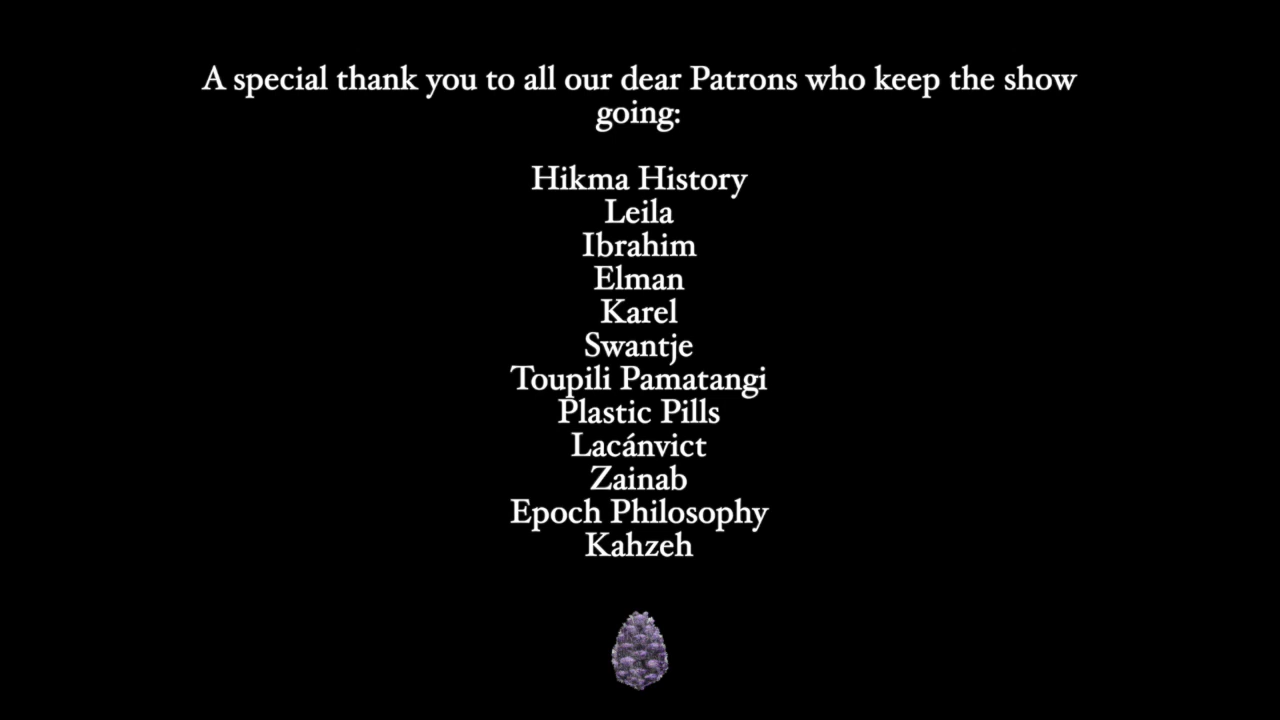 A special thank you to all our dear Patrons who keep the show
going:
Hikma History
Leila
Ibrahim
Elman
Karel
Swantje
Toupili Pamatangi
Plastic Pills
Lacánvict
Zainab
Epoch Philosophy
Kahzeh